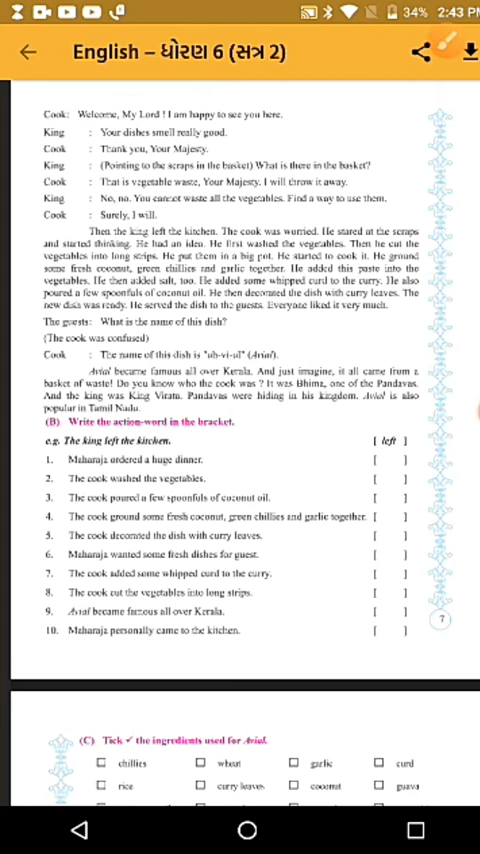 34% 2:43 PM
English – ધોરણ 6 (સત્ર 2)
Cook: Welcome, My Lord ! I am happy to see you here.
King : Your dishes smell really good.
Cook : Thank you, Your Majesty.
King : (Pointing to the scraps in the basket) What is there in the basket?
Cook : That is vegetable waste, Your Majesty. I will throw it away.
King : No, no. You cannot waste all the vegetables. Find a way to use them.
Cook : Surely, I will.
Then the king left the kitchen. The cook was worried. He stared at the scraps
and started thinking. He had an idea. He first washed the vegetables. Then he cut the
vegetables into long strips. He put them in a big pot. He started to cook it. He ground
some fresh coconut, green chillies and garlic together. He added this paste into the
vegetables. He then added salt, too. He added some whipped curd to the curry. He also
poured a few spoonfuls of coconut oil. He then decorated the dish with curry leaves. The
new dish was ready. He served the dish to the guests. Everyone liked it very much.
The guests: What is the name of this dish?
(The cook was confused)
Cook : The name of this dish is "uh-vi-ul" (Avial).
Avial became famous all over Kerala. And just imagine, it all came from a
basket of waste! Do you know who the cook was ? It was Bhima, one of the Pandavas.
And the king was King Virata. Pandavas were hiding in his kingdom. Avial is also
popular in Tamil Nadu.
(B) Write the action-word in the bracket.
e.g. The king left the kitchen. [ left ]
1. Maharaja ordered a huge dinner. [ ]
2. The cook washed the vegetables. [ ]
3. The cook poured a few spoonfuls of coconut oil. [ ]
4. The cook ground some fresh coconut, green chillies and garlic together. [ ]
5. The cook decorated the dish with curry leaves. [ ]
6. Maharaja wanted some fresh dishes for guest. [ ]
7. The cook added some whipped curd to the curry. [ ]
8. The cook cut the vegetables into long strips. [ ]
9. Avial became famous all over Kerala. [ ]
10. Maharaja personally came to the kitchen. [ ]
7
(C) Tick ✓ the ingredients used for Avial.
chillies wheat garlic curd
rice curry leaves coconut guava